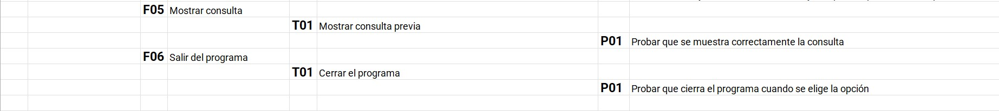 F05 Mostrar consulta
T01 Mostrar consulta previa
P01 Probar que se muestra correctamente la consulta
F06 Salir del programa
T01 Cerrar el programa
P01 Probar que cierra el programa cuando se elige la opción